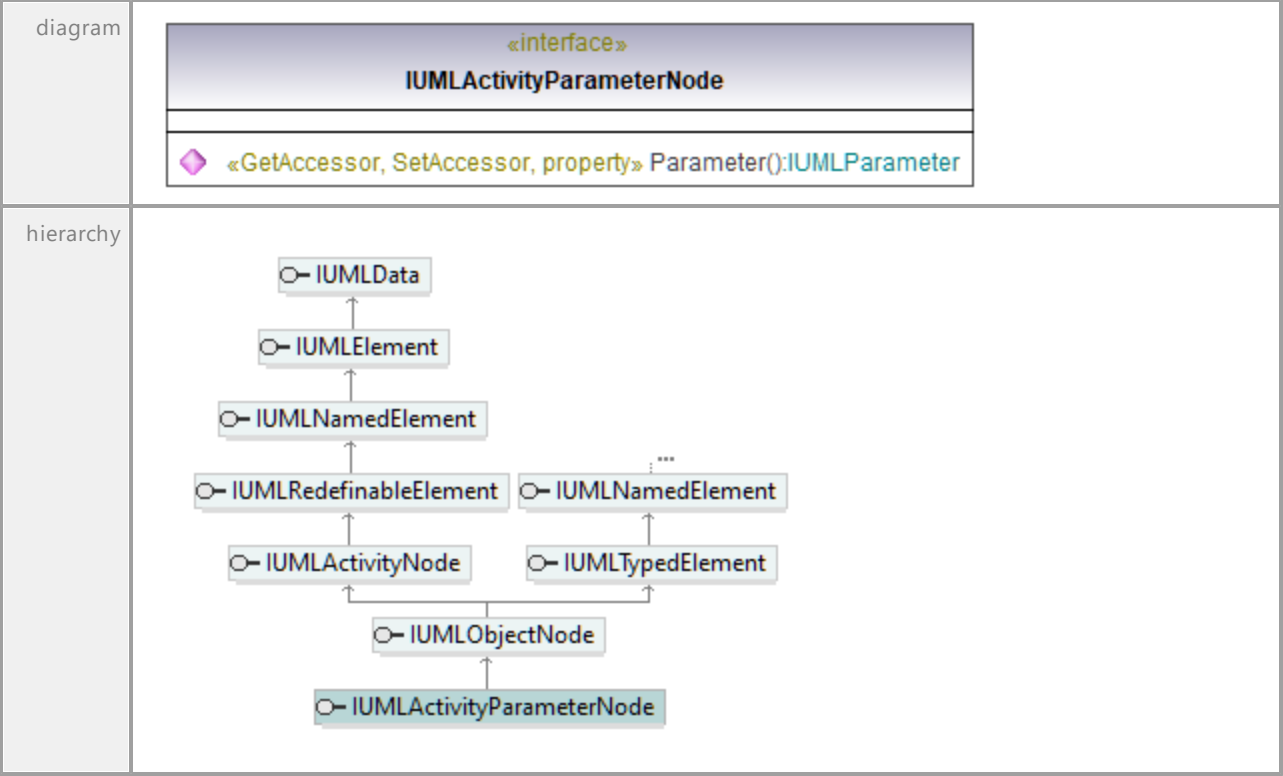 diagram
«interface»
IUMLActivityParameterNode
«GetAccessor, SetAccessor, property» Parameter():IUMLParameter
hierarchy
IUMLData
IUMLElement
IUMLNamedElement
...
IUMLRedefinableElement IUMLNamedElement
IUMLActivityNode IUMLTypedElement
IUMLObjectNode
IUMLActivityParameterNode